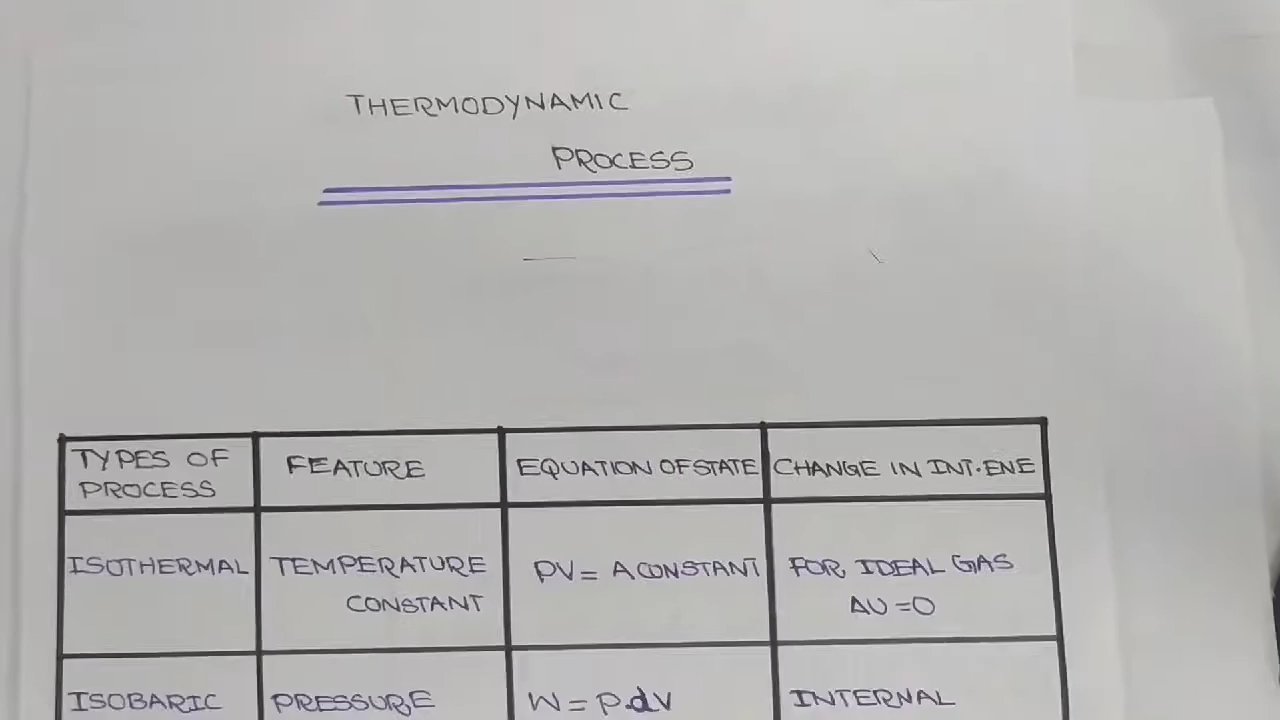 THERMODYNAMIC
PROCESS
TYPES OF
PROCESS
FEATURE
EQUATION OF STATE
CHANGE IN INT.ENE
ISOTHERMAL
TEMPERATURE
CONSTANT
PV = A CONSTANT
FOR IDEAL GAS
ΔU =0
ISOBARIC
PRESSURE
W = P.dV
INTERNAL